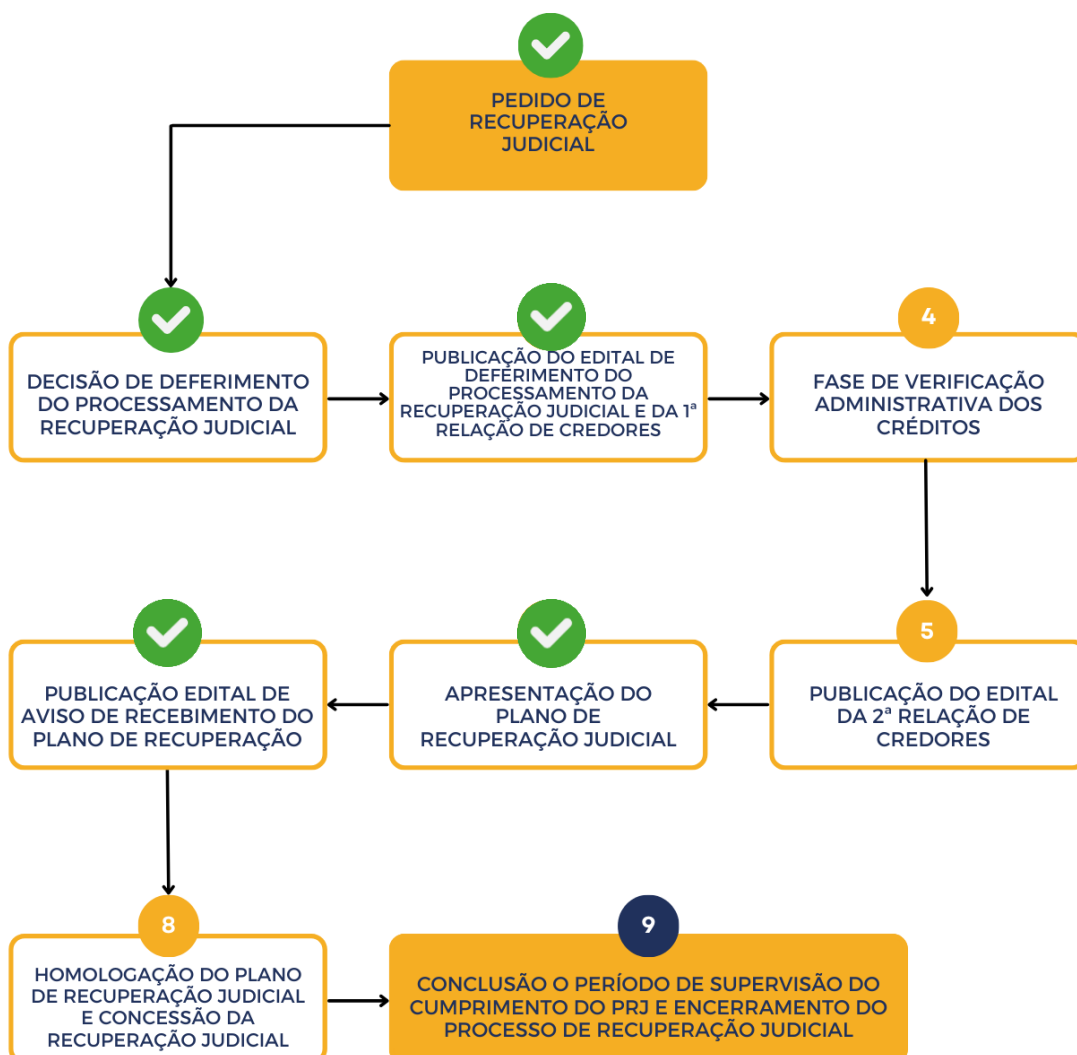 PEDIDO DE
RECUPERAÇÃO
JUDICIAL
DECISÃO DE DEFERIMENTO
DO PROCESSAMENTO DA
RECUPERAÇÃO JUDICIAL
PUBLICAÇÃO DO EDITAL DE
DEFERIMENTO DO
PROCESSAMENTO DA
RECUPERAÇÃO JUDICIAL E DA 1ª
RELAÇÃO DE CREDORES
4
FASE DE VERIFICAÇÃO
ADMINISTRATIVA DOS
CRÉDITOS
5
PUBLICAÇÃO DO EDITAL
DA 2ª RELAÇÃO DE
CREDORES
APRESENTAÇÃO DO
PLANO DE
RECUPERAÇÃO JUDICIAL
PUBLICAÇÃO EDITAL DE
AVISO DE RECEBIMENTO DO
PLANO DE RECUPERAÇÃO
8
HOMOLOGAÇÃO DO PLANO
DE RECUPERAÇÃO JUDICIAL
E CONCESSÃO DA
RECUPERAÇÃO JUDICIAL
9
CONCLUSÃO O PERÍODO DE SUPERVISÃO DO
CUMPRIMENTO DO PRJ E ENCERRAMENTO DO
PROCESSO DE RECUPERAÇÃO JUDICIAL